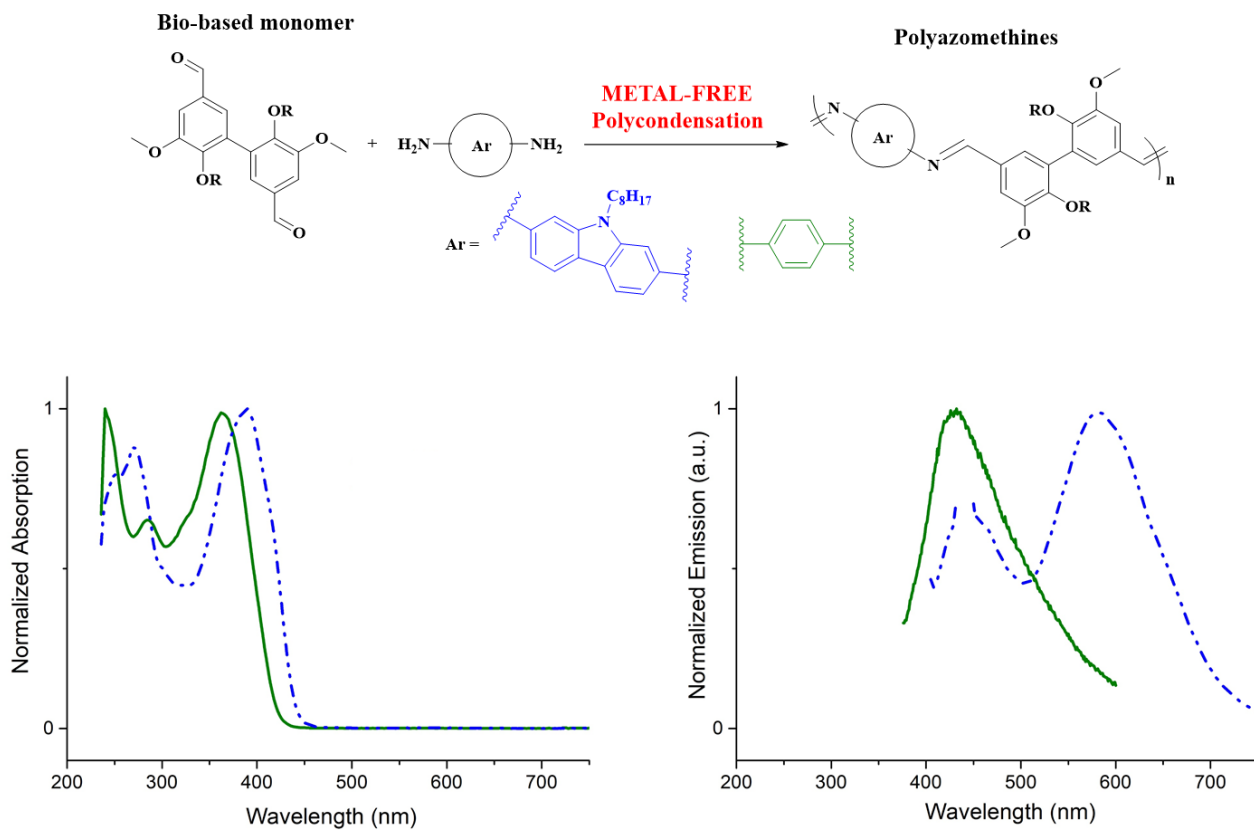 Bio-based monomer
Polyazomethines
O
OR
O
O
OR
O
+
H2N
Ar
NH2
METAL-FREE
Polycondensation
N
Ar
N
RO
O
O
OR
n
Ar =
C8H17
N
Normalized Absorption
1
0
200 300 400 500 600 700
Wavelength (nm)
Normalized Emission (a.u.)
1
0
200 300 400 500 600 700
Wavelength (nm)